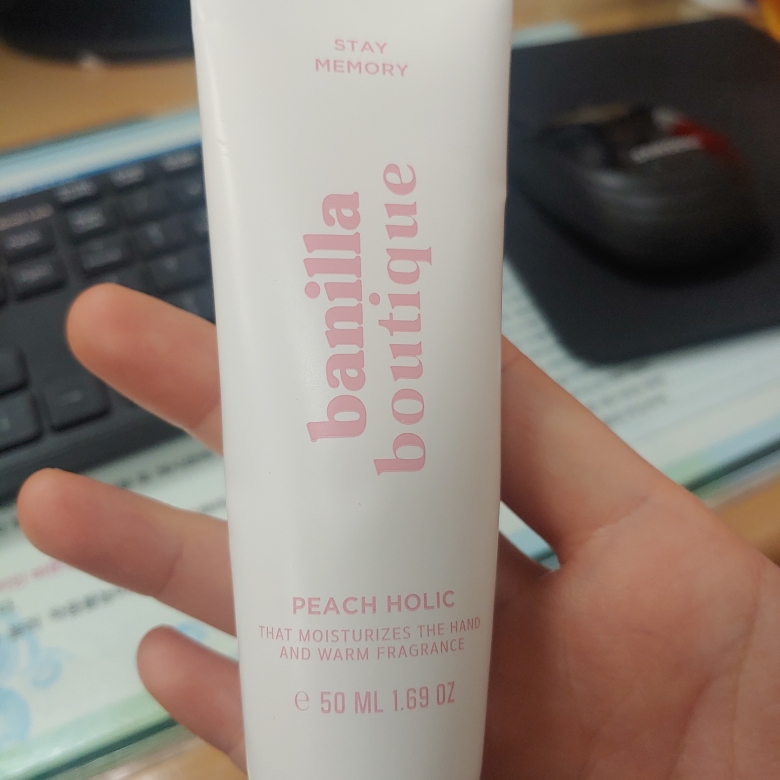 STAY
MEMORY
banilla
boutique
PEACH HOLIC
THAT MOISTURIZES THE HAND
AND WARM FRAGRANCE
e 50 ML 1.69 OZ